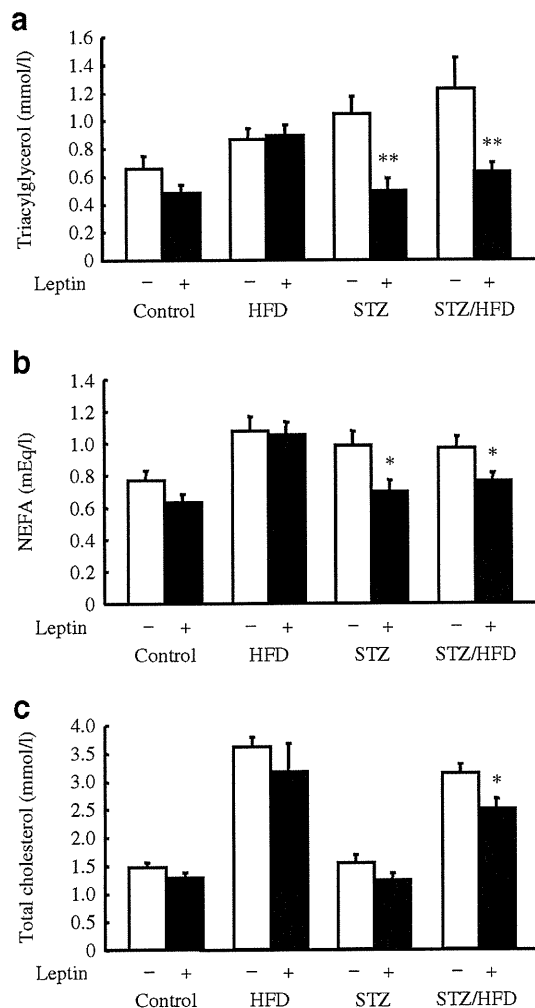 a
Triacylglycerol (mmol/l)
1.6
1.4
1.2
1.0
0.8
0.6
0.4
0.2
0
**
**
Leptin − + − + − + − +
Control HFD STZ STZ/HFD
b
NEFA (mEq/l)
1.4
1.2
1.0
0.8
0.6
0.4
0.2
0
*
*
Leptin − + − + − + − +
Control HFD STZ STZ/HFD
c
Total cholesterol (mmol/l)
4.0
3.5
3.0
2.5
2.0
1.5
1.0
0.5
0
*
Leptin − + − + − + − +
Control HFD STZ STZ/HFD